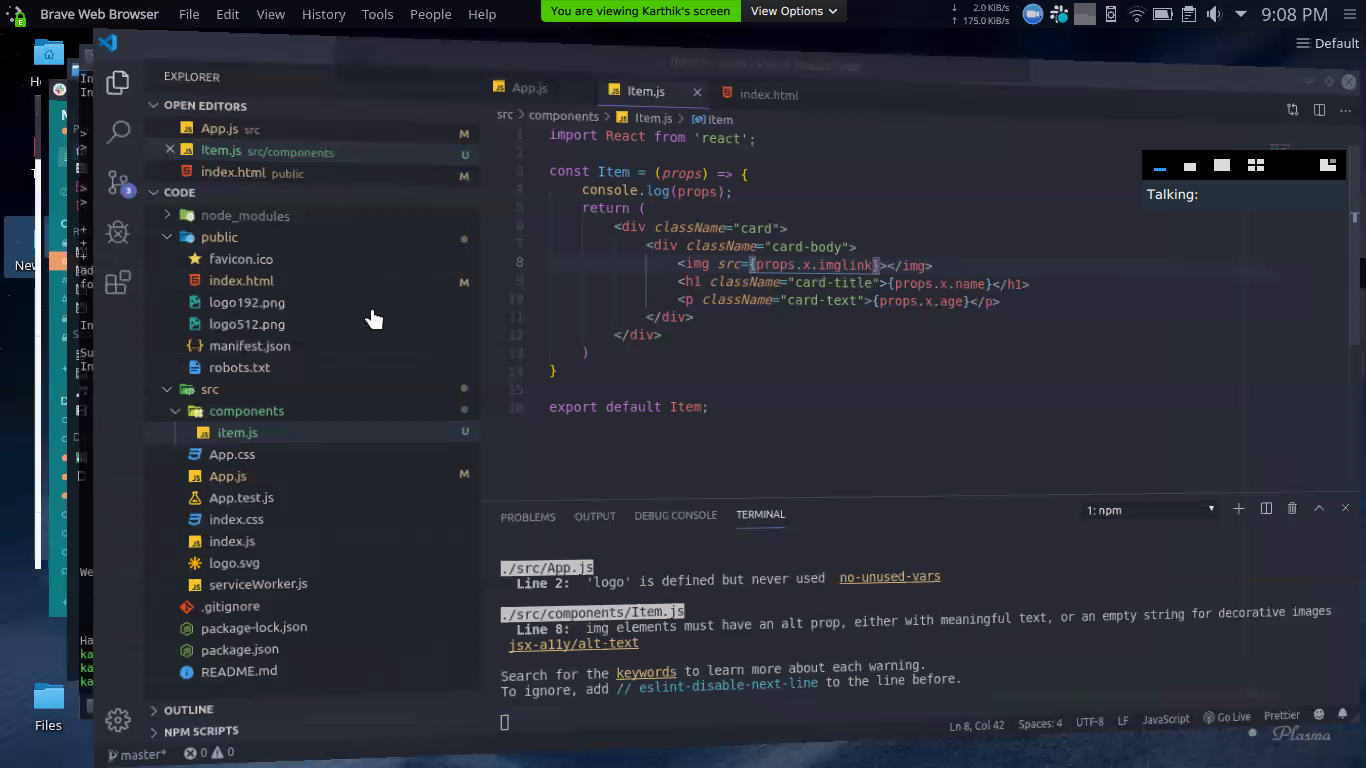 Brave Web Browser File Edit View History Tools People Help
You are viewing Karthik's screen View Options
2.0 KiB/s
175.0 KiB/s
9:08 PM
Default
EXPLORER
OPEN EDITORS
App.js src M
Item.js src/components U
index.html public M
CODE
node_modules
public
favicon.ico
index.html M
logo192.png
logo512.png
manifest.json
robots.txt
src
components
item.js U
App.css
App.js M
App.test.js
index.css
index.js
logo.svg
serviceWorker.js
.gitignore
package-lock.json
package.json
README.md
OUTLINE
NPM SCRIPTS
master* 0 0
3
Files
App.js Item.js index.html
src > components > Item.js > Item
1 import React from 'react';
2
3 const Item = (props) => {
4 console.log(props);
5 return (
6 <div className="card">
7 <div className="card-body">
8 <img src={props.x.imglink}></img>
9 <h1 className="card-title">{props.x.name}</h1>
10 <p className="card-text">{props.x.age}</p>
11 </div>
12 </div>
13 )
14 }
15
16 export default Item;
Talking:
PROBLEMS OUTPUT DEBUG CONSOLE TERMINAL 1: npm
./src/App.js
Line 2: 'logo' is defined but never used no-unused-vars
./src/components/Item.js
Line 8: img elements must have an alt prop, either with meaningful text, or an empty string for decorative images
jsx-a11y/alt-text
Search for the keywords to learn more about each warning.
To ignore, add // eslint-disable-next-line to the line before.
Ln 8, Col 42 Spaces: 4 UTF-8 LF JavaScript Go Live Prettier
Plasma